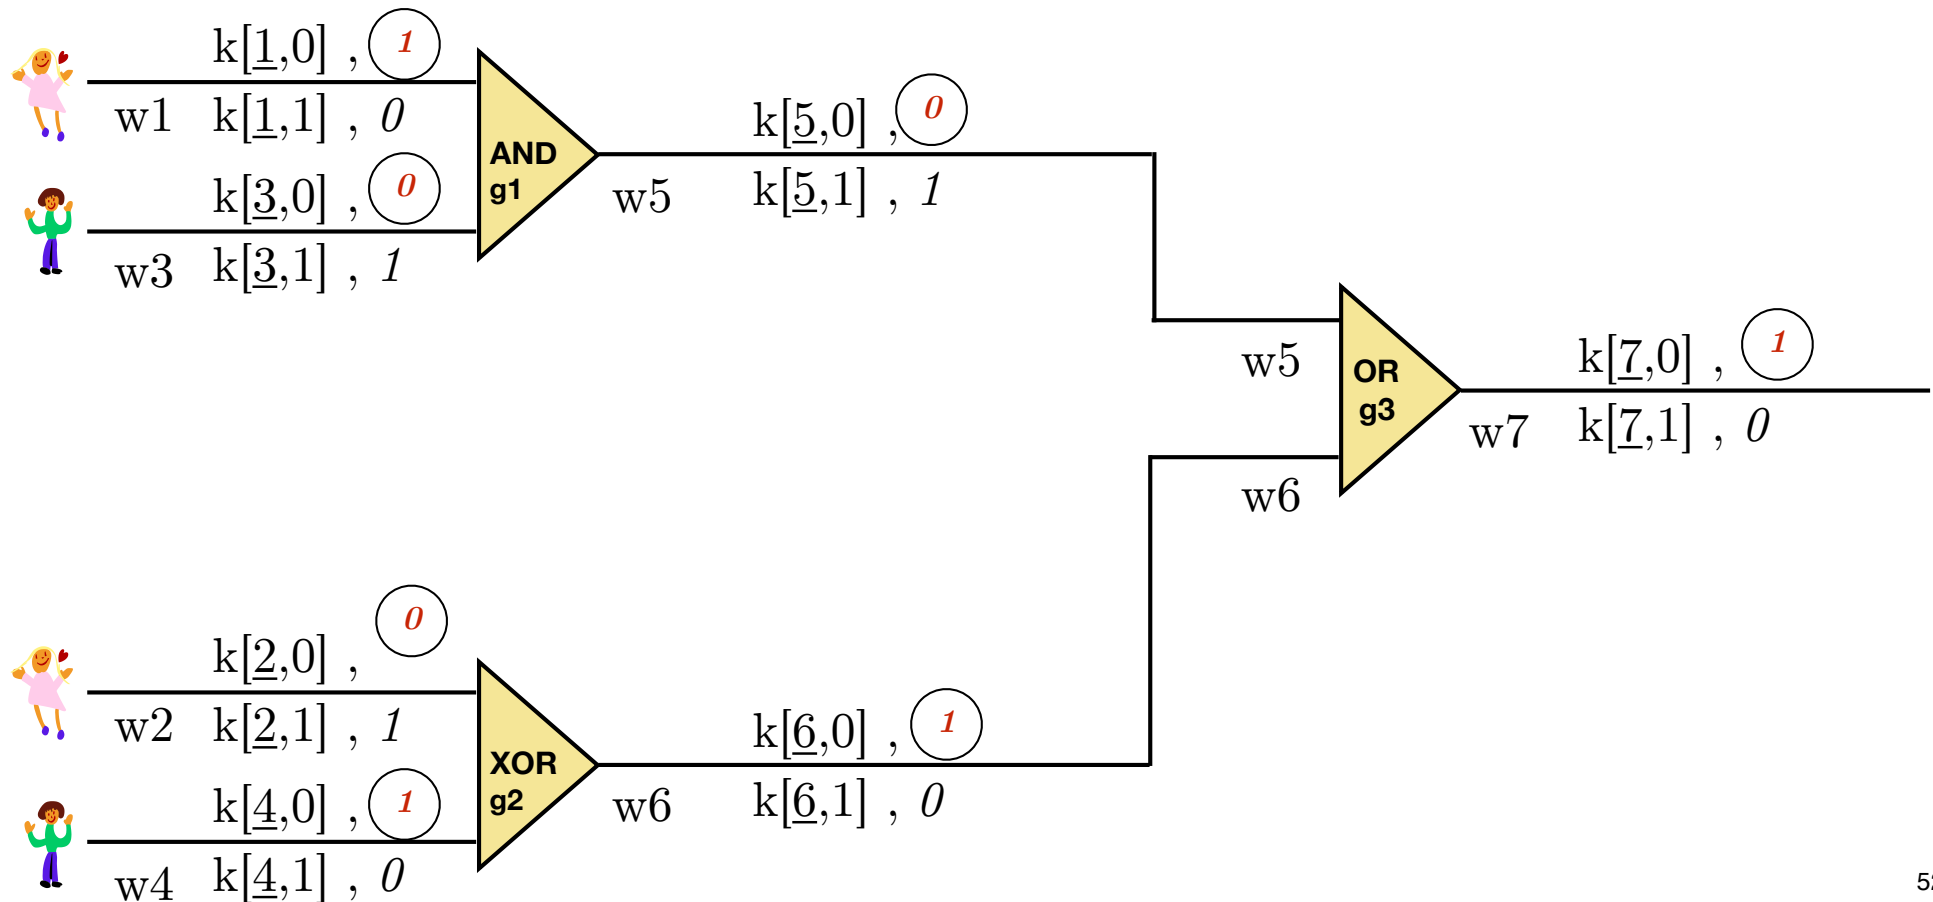 k[1,0] , 1
w1 k[1,1] , 0
k[3,0] , 0
w3 k[3,1] , 1
AND
g1
k[5,0] , 0
w5 k[5,1] , 1
w5
OR
g3
w6
k[7,0] , 1
w7 k[7,1] , 0
k[2,0] , 0
w2 k[2,1] , 1
k[4,0] , 1
w4 k[4,1] , 0
XOR
g2
k[6,0] , 1
w6 k[6,1] , 0